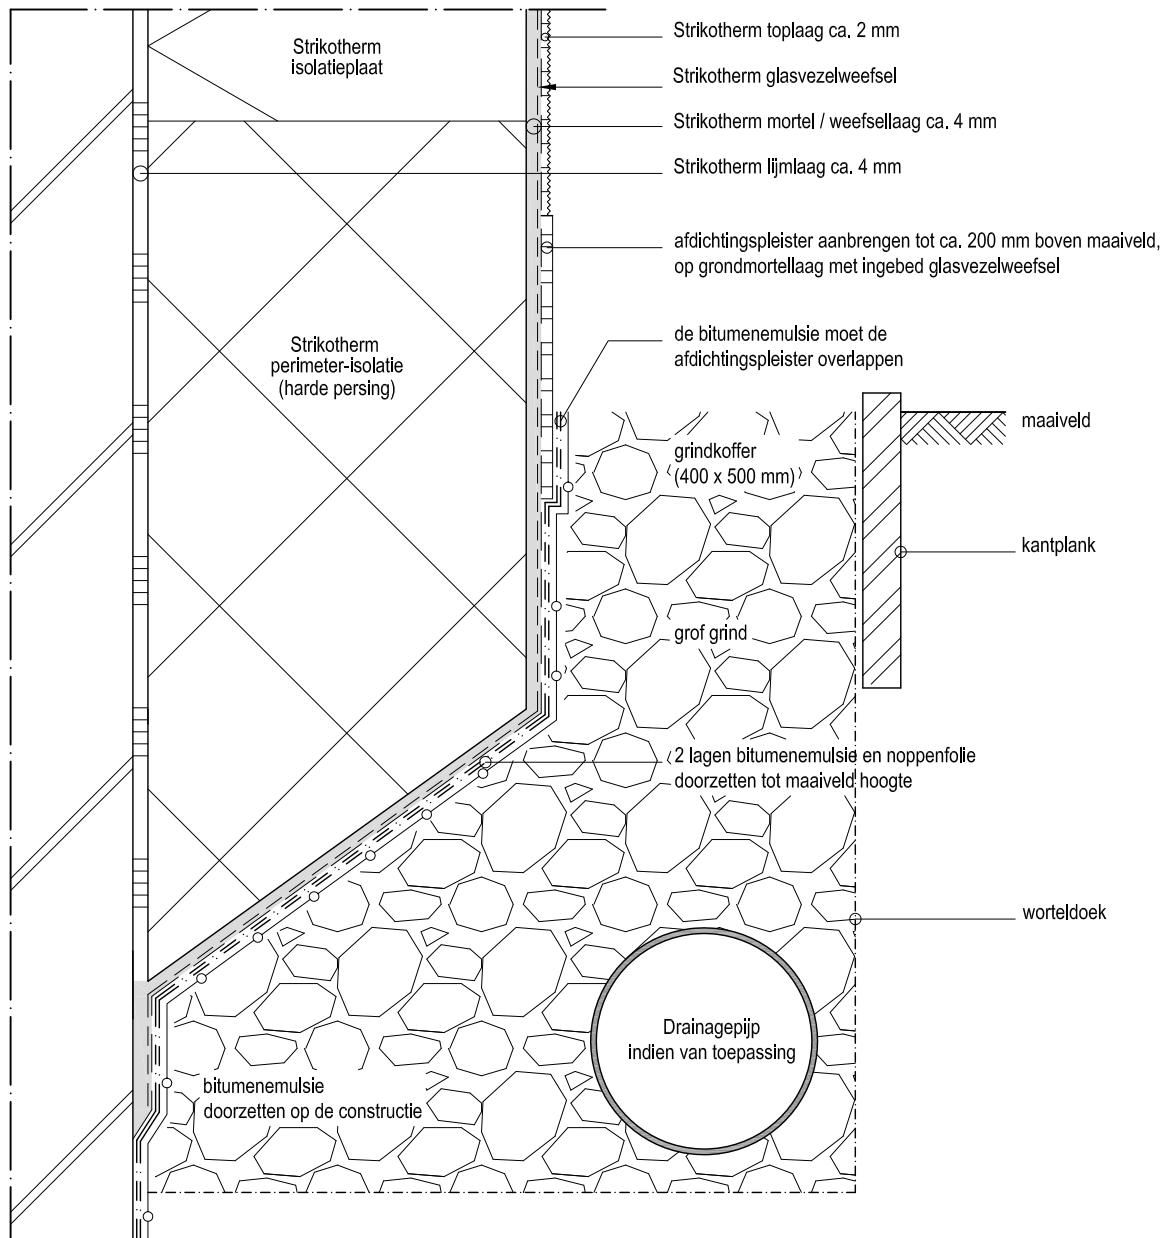 Strikotherm
isolatieplaat
Strikotherm toplaag ca. 2 mm
Strikotherm glasvezelweefsel
Strikotherm mortel / weefsellaag ca. 4 mm
Strikotherm lijmlaag ca. 4 mm
afdichtingspleister aanbrengen tot ca. 200 mm boven maaiveld,
op grondmortellaag met ingebed glasvezelweefsel
Strikotherm
perimeter-isolatie
(harde persing)
de bitumenemulsie moet de
afdichtingspleister overlappen
maaiveld
grindkoffer
(400 x 500 mm)
kantplank
grof grind
2 lagen bitumenemulsie en noppenfolie
doorzetten tot maaiveld hoogte
worteldoek
Drainagepijp
indien van toepassing
bitumenemulsie
doorzetten op de constructie